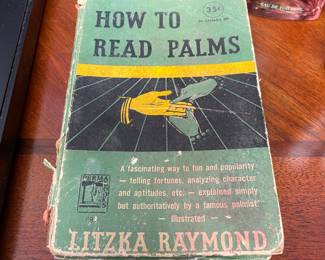 HOW TO
35¢
READ PALMS
A fascinating way to fun and popularity
— telling fortunes, analyzing character
and aptitudes, etc. — explained simply
but authoritatively by a famous palmist
— illustrated —
PERMA
LITZKA RAYMOND